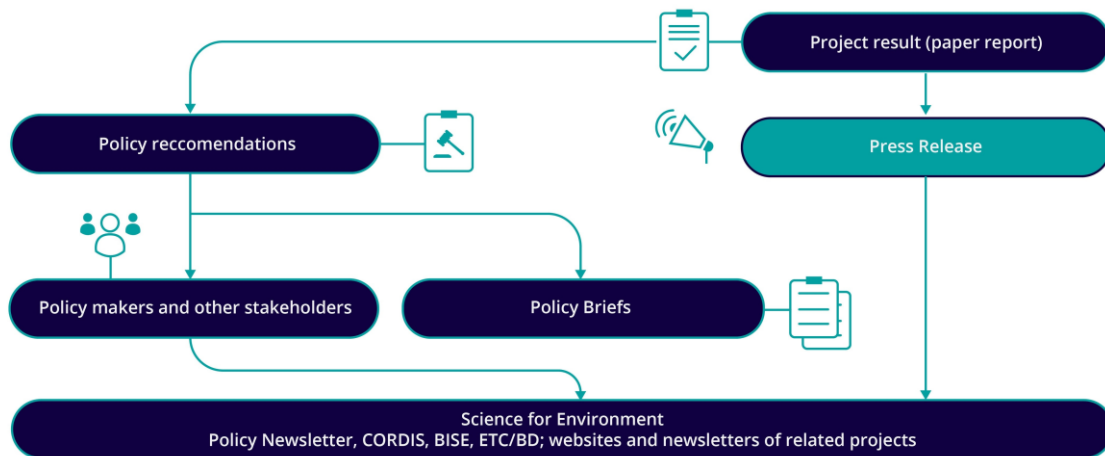 Project result (paper report)
Policy reccomendations
Press Release
Policy makers and other stakeholders
Policy Briefs
Science for Environment
Policy Newsletter, CORDIS, BISE, ETC/BD; websites and newsletters of related projects